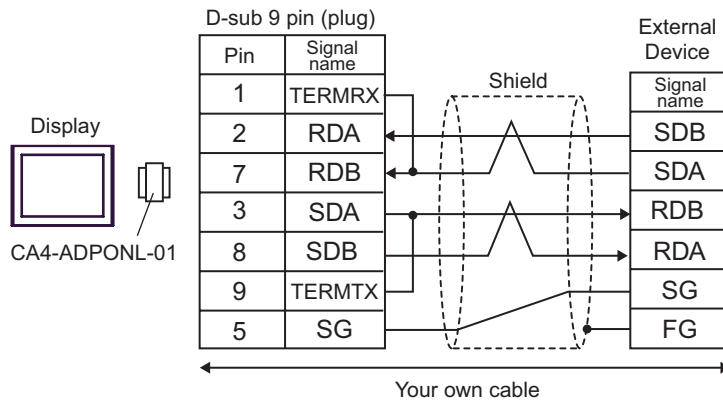 D-sub 9 pin (plug)
External
Device
Pin Signal name
Signal name
Shield
1 TERMRX
2 RDA
7 RDB
3 SDA
8 SDB
9 TERMTX
5 SG
SDB
SDA
RDB
RDA
SG
FG
Display
CA4-ADPONL-01
Your own cable